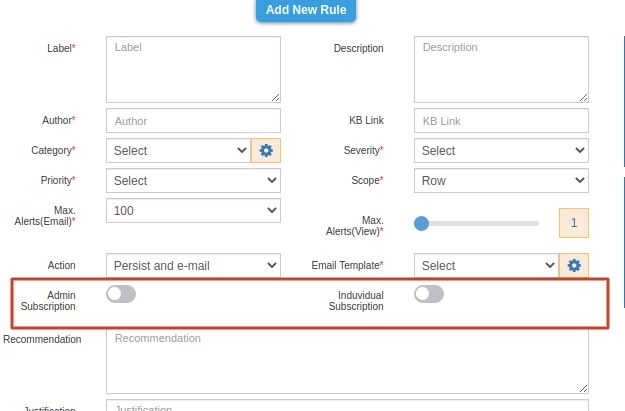 Add New Rule
Label* Label Description Description
Author* Author KB Link KB Link
Category* Select Severity* Select
Priority* Select Scope* Row
Max. Alerts(Email)* 100
Max. Alerts(View)* 1
Action Persist and e-mail Email Template* Select
Admin Subscription
Induvidual Subscription
Recommendation Recommendation
Justification Justification